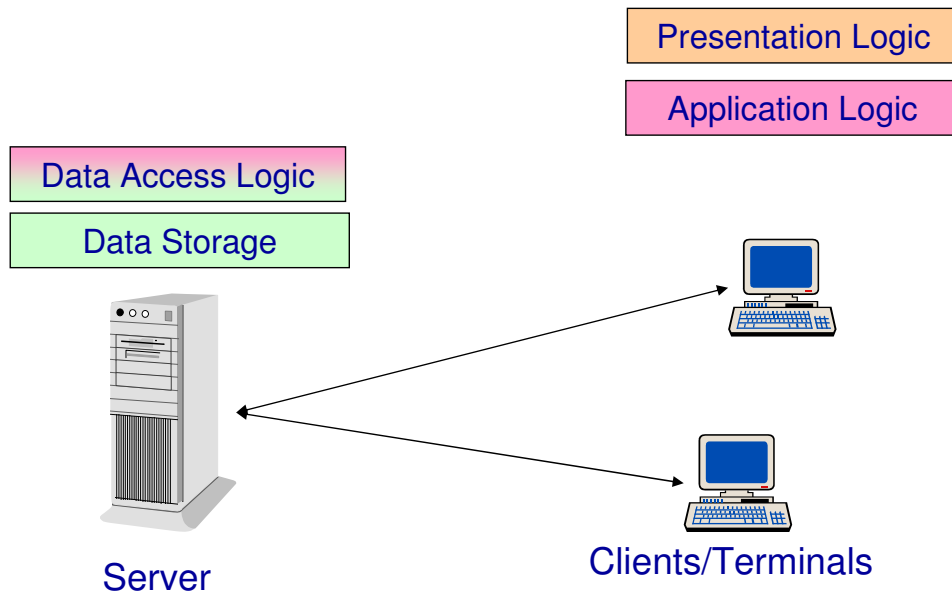 Presentation Logic
Application Logic
Data Access Logic
Data Storage
Server
Clients/Terminals